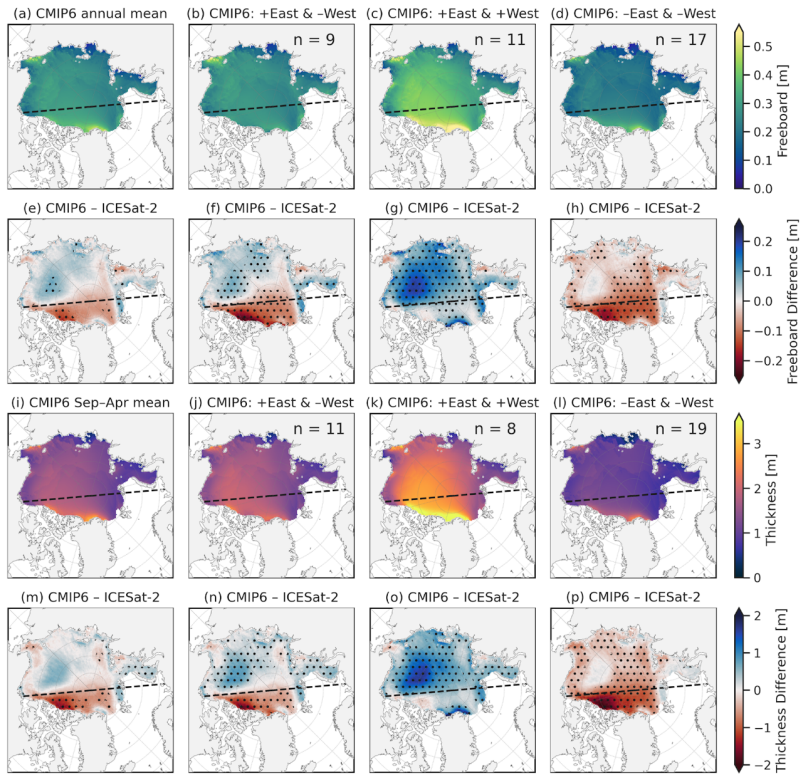 (a) CMIP6 annual mean
(b) CMIP6: +East & –West
(c) CMIP6: +East & +West
(d) CMIP6: –East & –West
n = 9
n = 11
n = 17
0.5
0.4
0.3
0.2
0.1
0.0
Freeboard [m]
(e) CMIP6 – ICESat-2
(f) CMIP6 – ICESat-2
(g) CMIP6 – ICESat-2
(h) CMIP6 – ICESat-2
0.2
0.1
0.0
−0.1
−0.2
Freeboard Difference [m]
(i) CMIP6 Sep–Apr mean
(j) CMIP6: +East & –West
(k) CMIP6: +East & +West
(l) CMIP6: –East & –West
n = 11
n = 8
n = 19
3
2
1
0
Thickness [m]
(m) CMIP6 – ICESat-2
(n) CMIP6 – ICESat-2
(o) CMIP6 – ICESat-2
(p) CMIP6 – ICESat-2
2
1
0
−1
−2
Thickness Difference [m]